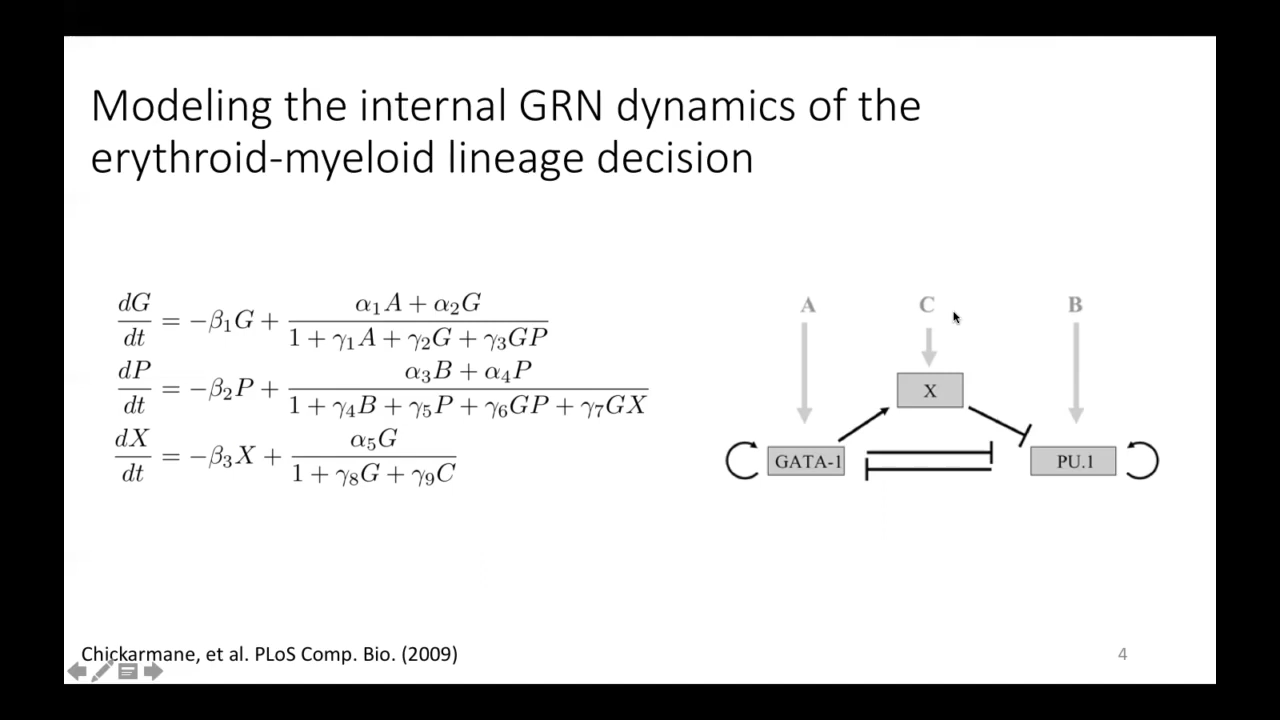 Modeling the internal GRN dynamics of the
erythroid-myeloid lineage decision
dG/dt = −β₁G + (α₁A + α₂G)/(1 + γ₁A + γ₂G + γ₃GP)
dP/dt = −β₂P + (α₃B + α₄P)/(1 + γ₄B + γ₅P + γ₆GP + γ₇GX)
dX/dt = −β₃X + α₅G/(1 + γ₈G + γ₉C)
A C B
X
GATA-1 PU.1
Chickarmane, et al. PLoS Comp. Bio. (2009)
4